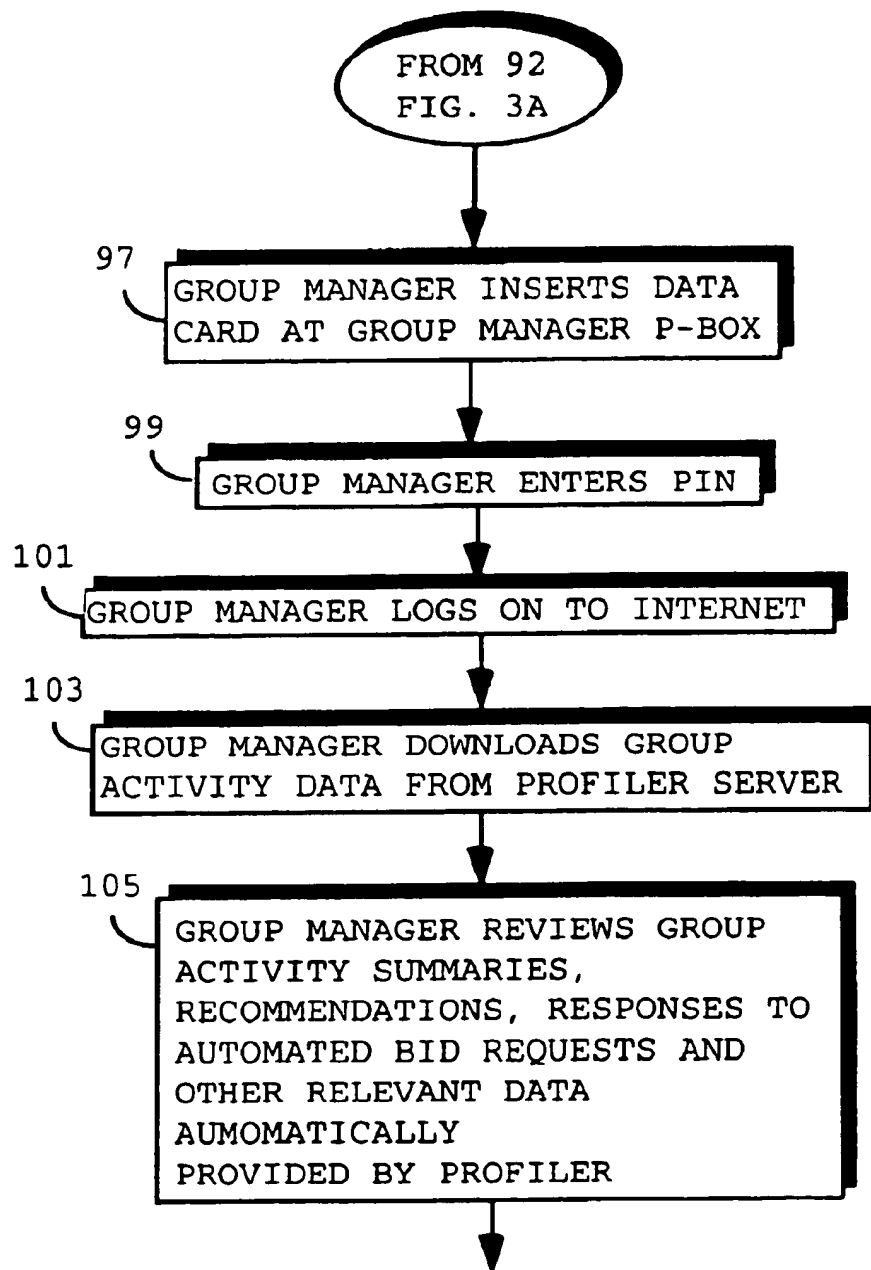 FROM 92
FIG. 3A
97
GROUP MANAGER INSERTS DATA
CARD AT GROUP MANAGER P-BOX
99
GROUP MANAGER ENTERS PIN
101
GROUP MANAGER LOGS ON TO INTERNET
103
GROUP MANAGER DOWNLOADS GROUP
ACTIVITY DATA FROM PROFILER SERVER
105
GROUP MANAGER REVIEWS GROUP
ACTIVITY SUMMARIES,
RECOMMENDATIONS, RESPONSES TO
AUTOMATED BID REQUESTS AND
OTHER RELEVANT DATA
AUMOMATICALLY
PROVIDED BY PROFILER